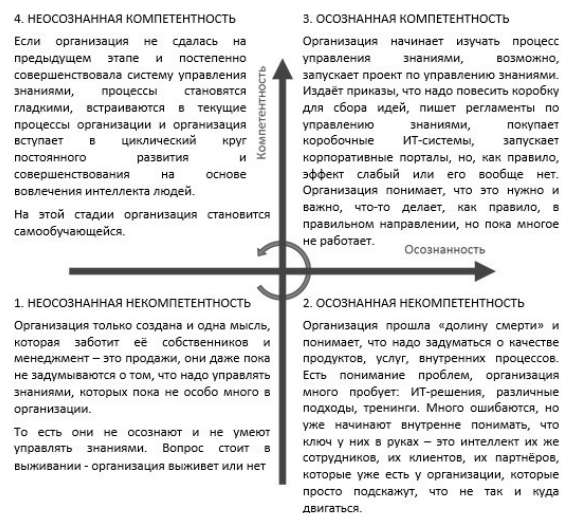 4. НЕОСОЗНАННАЯ КОМПЕТЕНТНОСТЬ
Если организация не сдалась на
предыдущем этапе и постепенно
совершенствовала систему управления
знаниями, процессы становятся
гладкими, встраиваются в текущие
процессы организации и организация
вступает в циклический круг
постоянного развития и
совершенствования на основе
вовлечения интеллекта людей.
На этой стадии организация становится
самообучающейся.
Компетентность
3. ОСОЗНАННАЯ КОМПЕТЕНТНОСТЬ
Организация начинает изучать процесс
управления знаниями, возможно,
запускает проект по управлению знаниями.
Издаёт приказы, что надо повесить коробку
для сбора идей, пишет регламенты по
управлению знаниями, покупает
коробочные ИТ-системы, запускает
корпоративные порталы, но, как правило,
эффект слабый или его вообще нет.
Организация понимает, что это нужно и
важно, что-то делает, как правило, в
правильном направлении, но пока многое
не работает.
Осознанность
1. НЕОСОЗНАННАЯ НЕКОМПЕТЕНТНОСТЬ
Организация только создана и одна мысль,
которая заботит её собственников и
менеджмент – это продажи, они даже пока
не задумываются о том, что надо управлять
знаниями, которых пока не особо много в
организации.
То есть они не осознают и не умеют
управлять знаниями. Вопрос стоит в
выживании - организация выживет или нет
2. ОСОЗНАННАЯ НЕКОМПЕТЕНТНОСТЬ
Организация прошла «долину смерти» и
понимает, что надо задуматься о качестве
продуктов, услуг, внутренних процессов.
Есть понимание проблем, организация
много пробует: ИТ-решения, различные
подходы, тренинги. Много ошибаются, но
уже начинают внутренне понимать, что
ключ у них в руках – это интеллект их же
сотрудников, их клиентов, их партнёров,
которые уже есть у организации, которые
просто подскажут, что не так и куда
двигаться.